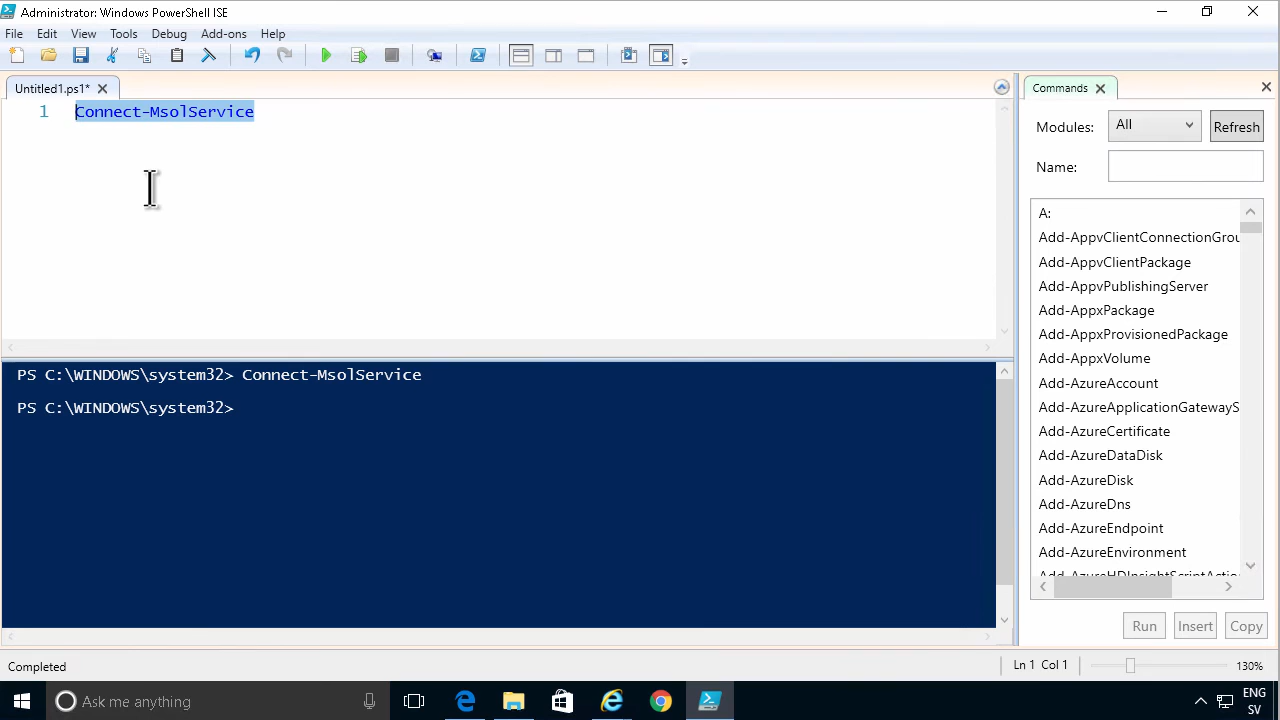 Administrator: Windows PowerShell ISE
File Edit View Tools Debug Add-ons Help
Untitled1.ps1*
1 Connect-MsolService
PS C:\WINDOWS\system32> Connect-MsolService
PS C:\WINDOWS\system32>
Commands
Modules: All Refresh
Name:
A:
Add-AppvClientConnectionGrou
Add-AppvClientPackage
Add-AppvPublishingServer
Add-AppxPackage
Add-AppxProvisionedPackage
Add-AppxVolume
Add-AzureAccount
Add-AzureApplicationGatewayS
Add-AzureCertificate
Add-AzureDataDisk
Add-AzureDisk
Add-AzureDns
Add-AzureEndpoint
Add-AzureEnvironment
Add-AzureHDInsightScriptActio
Run Insert Copy
Completed
Ln 1 Col 1
130%
Ask me anything
ENG
SV